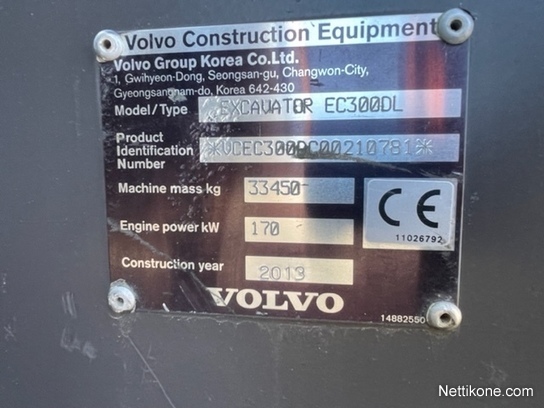 Volvo Construction Equipment
Volvo Group Korea Co.Ltd.
1, Gwihyeon-Dong, Seongsan-gu, Changwon-City,
Gyeongsangnam-do, Korea 642-430
Model/Type EXCAVATOR EC300DL
Product
Identification *VCEC300DC00210781*
Number
Machine mass kg 33450
Engine power kW 170
CE
11026792
Construction year 2013
VOLVO
14882550
Nettikone.com